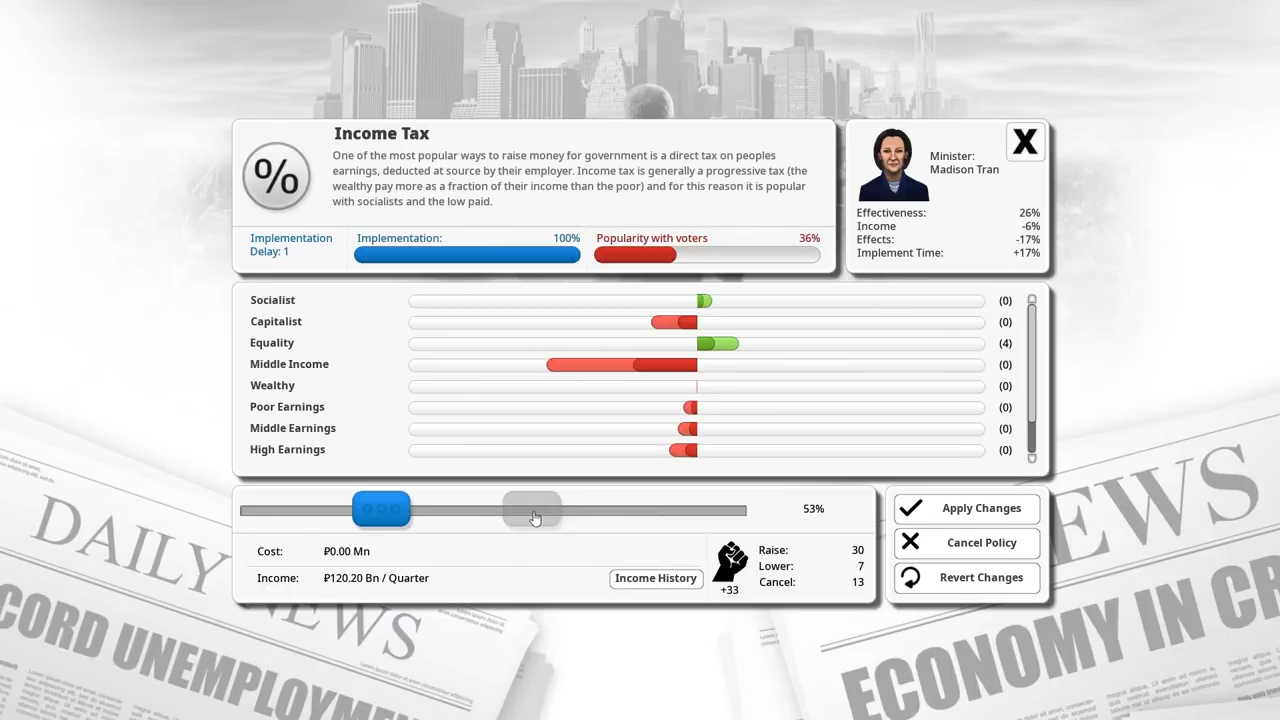 Income Tax
One of the most popular ways to raise money for government is a direct tax on peoples
earnings, deducted at source by their employer. Income tax is generally a progressive tax (the
wealthy pay more as a fraction of their income than the poor) and for this reason it is popular
with socialists and the low paid.
Implementation
Delay: 1
Implementation: 100%
Popularity with voters 36%
X
Minister:
Madison Tran
Effectiveness: 26%
Income -6%
Effects: -17%
Implement Time: +17%
Socialist (0)
Capitalist (0)
Equality (4)
Middle Income (0)
Wealthy (0)
Poor Earnings (0)
Middle Earnings (0)
High Earnings (0)
53%
Cost: ₽0.00 Mn
Income: ₽120.20 Bn / Quarter
Income History
+33
Raise: 30
Lower: 7
Cancel: 13
Apply Changes
Cancel Policy
Revert Changes
DAILY NEWS
CORD UNEMPLOYME
EWS
ECONOMY IN CR